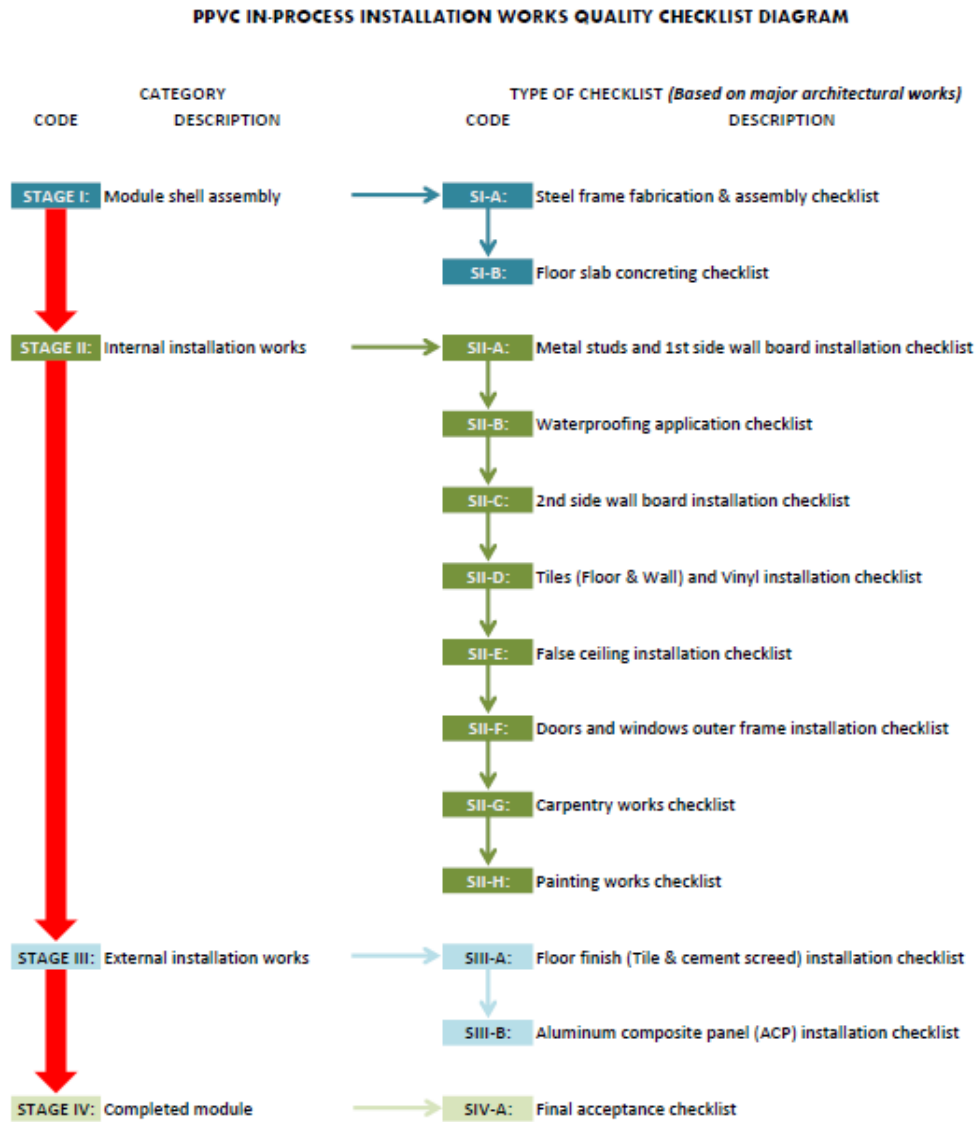 PPVC IN-PROCESS INSTALLATION WORKS QUALITY CHECKLIST DIAGRAM
CATEGORY TYPE OF CHECKLIST (Based on major architectural works)
CODE DESCRIPTION CODE DESCRIPTION
STAGE I: Module shell assembly SI-A: Steel frame fabrication & assembly checklist
SI-B: Floor slab concreting checklist
STAGE II: Internal installation works SII-A: Metal studs and 1st side wall board installation checklist
SII-B: Waterproofing application checklist
SII-C: 2nd side wall board installation checklist
SII-D: Tiles (Floor & Wall) and Vinyl installation checklist
SII-E: False ceiling installation checklist
SII-F: Doors and windows outer frame installation checklist
SII-G: Carpentry works checklist
SII-H: Painting works checklist
STAGE III: External installation works SIII-A: Floor finish (Tile & cement screed) installation checklist
SIII-B: Aluminum composite panel (ACP) installation checklist
STAGE IV: Completed module SIV-A: Final acceptance checklist